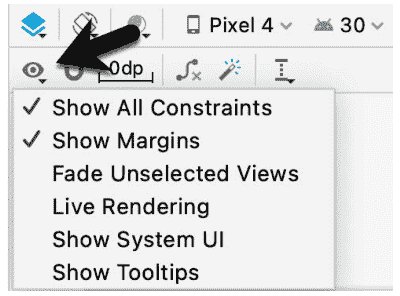 Pixel 4
30
0dp
Show All Constraints
Show Margins
Fade Unselected Views
Live Rendering
Show System UI
Show Tooltips